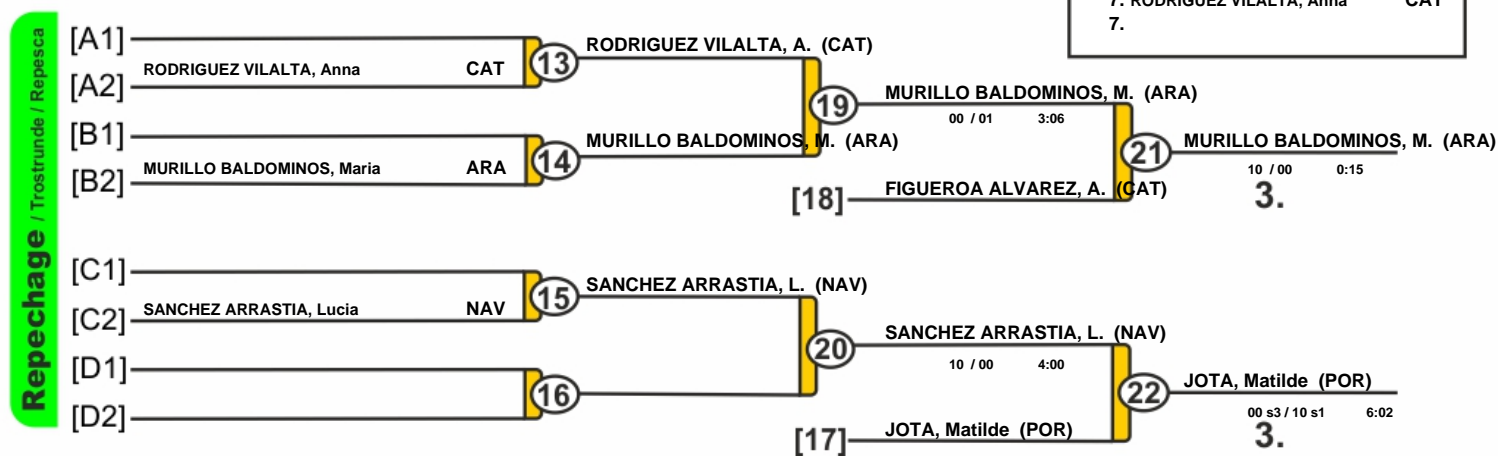 7. RODRIGUEZ VILALTA, Anna CAT
7.
Repechage / Trostrunde / Repesca
[A1]
RODRIGUEZ VILALTA, Anna CAT
[A2]
13
RODRIGUEZ VILALTA, A. (CAT)
[B1]
MURILLO BALDOMINOS, Maria ARA
[B2]
14
MURILLO BALDOMINOS, M. (ARA)
19
MURILLO BALDOMINOS, M. (ARA)
00 / 01 3:06
[18]
FIGUEROA ALVAREZ, A. (CAT)
21
MURILLO BALDOMINOS, M. (ARA)
10 / 00 0:15
3.
[C1]
SANCHEZ ARRASTIA, Lucia NAV
[C2]
15
SANCHEZ ARRASTIA, L. (NAV)
[D1]
[D2]
16
20
SANCHEZ ARRASTIA, L. (NAV)
10 / 00 4:00
[17]
JOTA, Matilde (POR)
22
JOTA, Matilde (POR)
00 s3 / 10 s1 6:02
3.